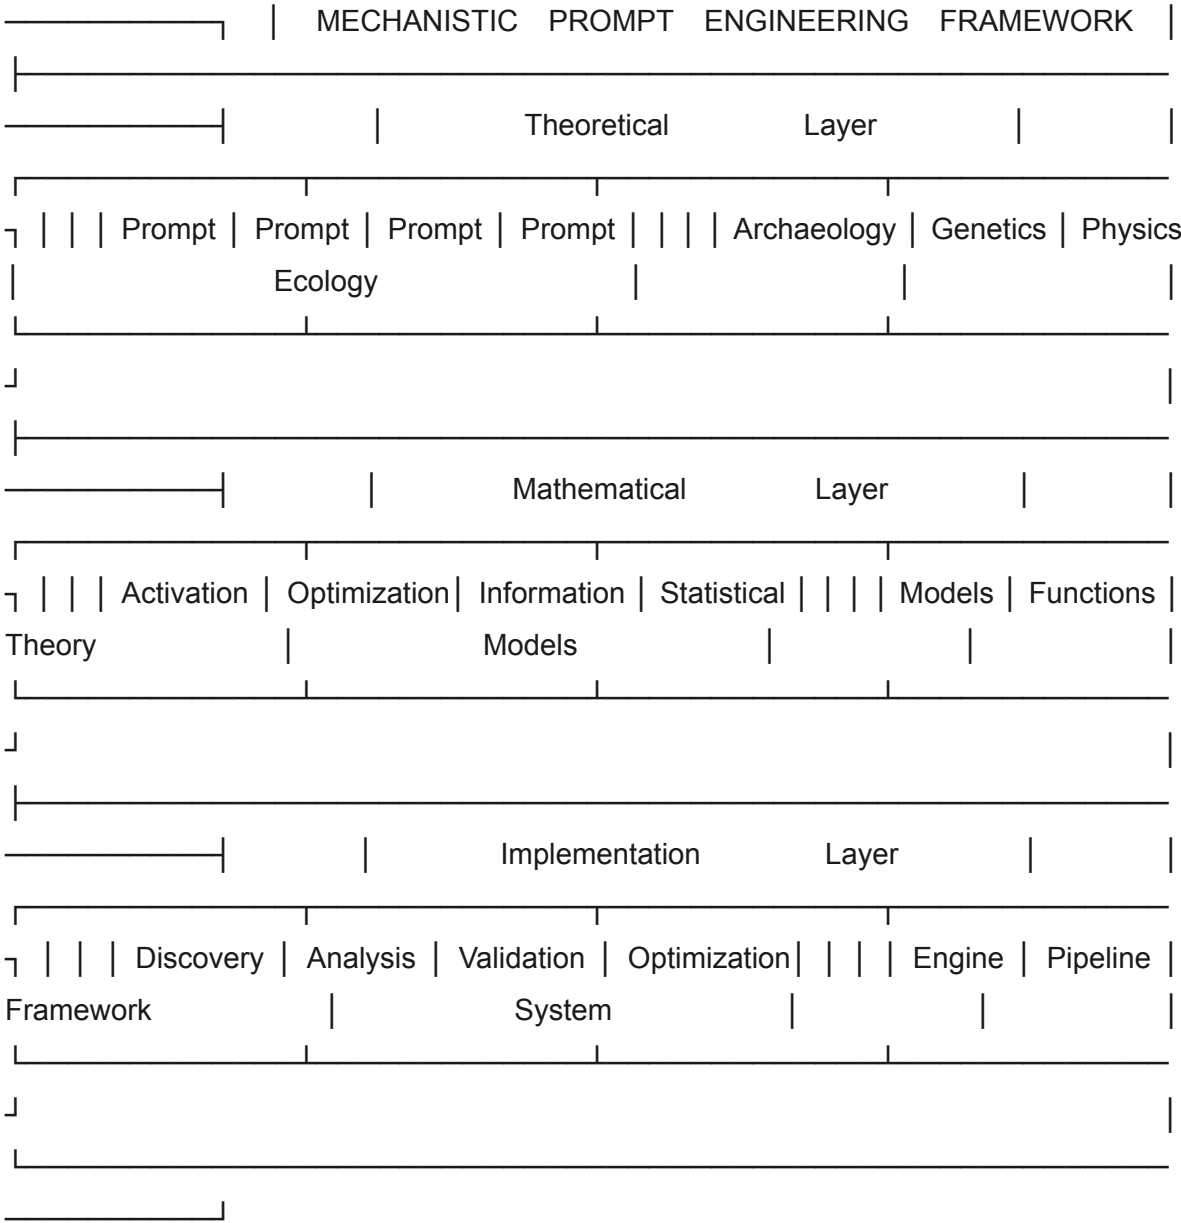 MECHANISTIC PROMPT ENGINEERING FRAMEWORK
Theoretical Layer
Prompt | Prompt | Prompt | Prompt | | | | Archaeology | Genetics | Physics
| Ecology | | |
Mathematical Layer
Activation | Optimization | Information | Statistical | | | | Models | Functions |
Theory | Models | | |
Implementation Layer
Discovery | Analysis | Validation | Optimization | | | | Engine | Pipeline |
Framework | System | | |